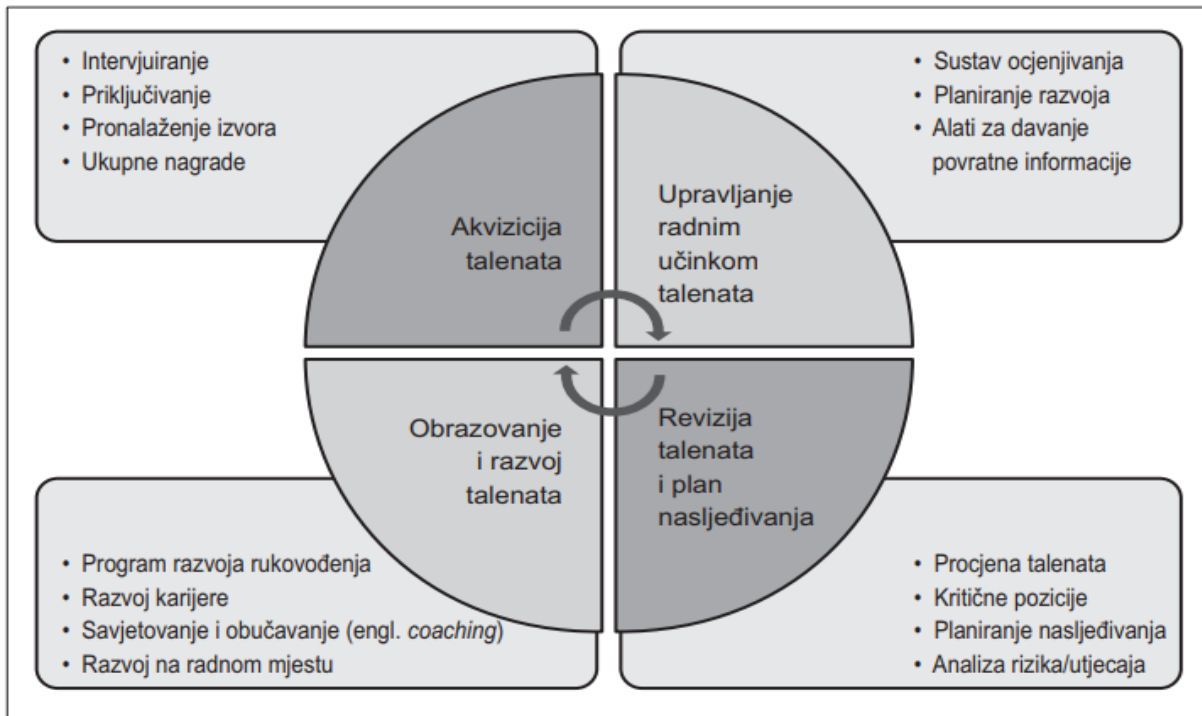 • Intervjuiranje
• Priključivanje
• Pronalaženje izvora
• Ukupne nagrade
• Sustav ocjenjivanja
• Planiranje razvoja
• Alati za davanje
povratne informacije
Akvizicija
talenata
Upravljanje
radnim
učinkom
talenata
Obrazovanje
i razvoj
talenata
Revizija
talenata
i plan
nasljeđivanja
• Program razvoja rukovođenja
• Razvoj karijere
• Savjetovanje i obučavanje (engl. coaching)
• Razvoj na radnom mjestu
• Procjena talenata
• Kritične pozicije
• Planiranje nasljeđivanja
• Analiza rizika/utjecaja